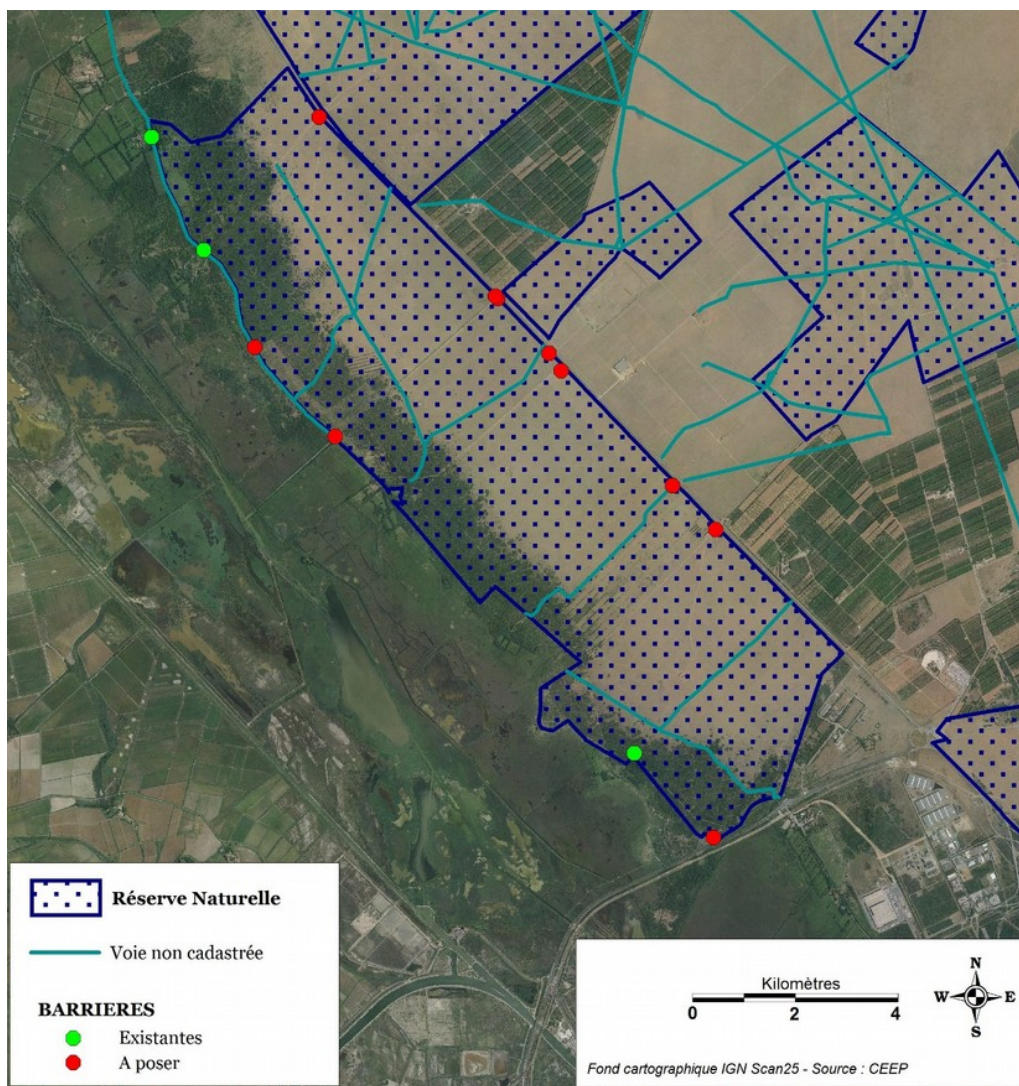 Réserve Naturelle
Voie non cadastrée
BARRIERES
Existantes
A poser
Kilomètres
0 2 4
N
W E
S
Fond cartographique IGN Scan25 - Source : CEEP